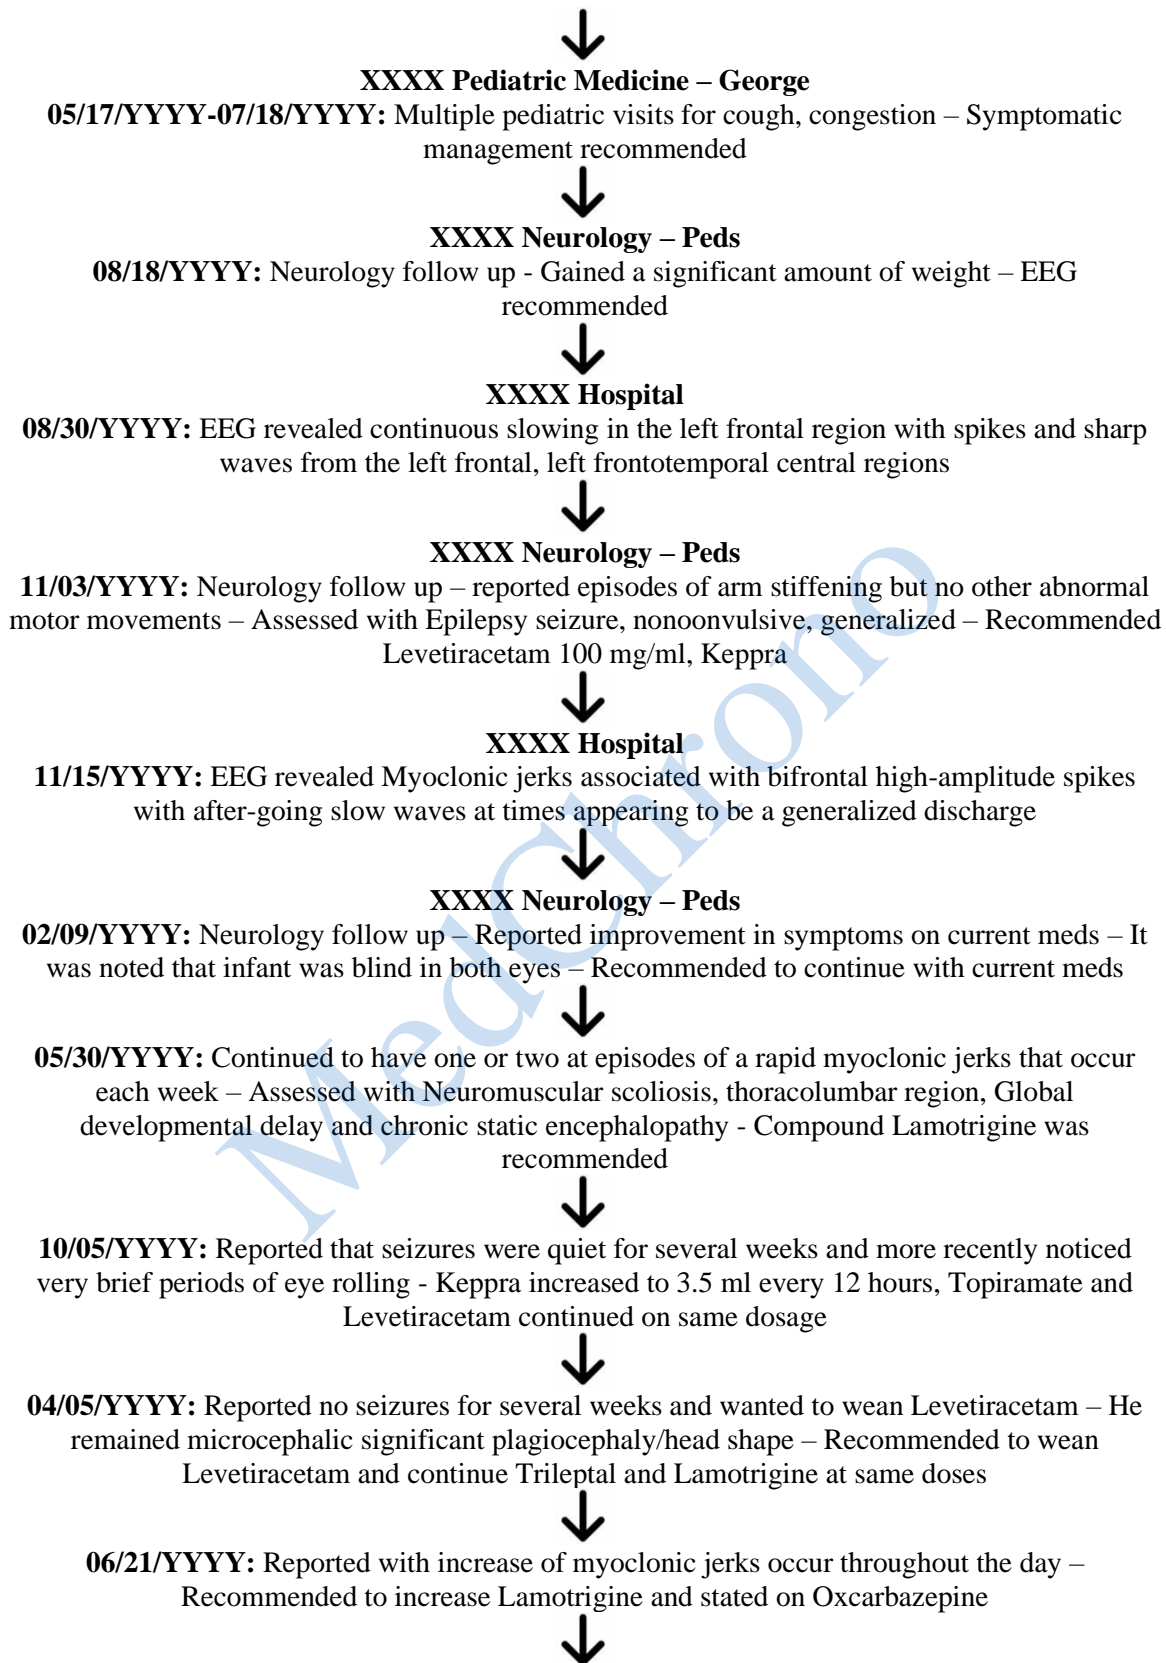 XXXX Pediatric Medicine – George
05/17/YYYY-07/18/YYYY: Multiple pediatric visits for cough, congestion – Symptomatic
management recommended
XXXX Neurology – Peds
08/18/YYYY: Neurology follow up - Gained a significant amount of weight – EEG
recommended
XXXX Hospital
08/30/YYYY: EEG revealed continuous slowing in the left frontal region with spikes and sharp
waves from the left frontal, left frontotemporal central regions
XXXX Neurology – Peds
11/03/YYYY: Neurology follow up – reported episodes of arm stiffening but no other abnormal
motor movements – Assessed with Epilepsy seizure, nonoonvulsive, generalized – Recommended
Levetiracetam 100 mg/ml, Keppra
XXXX Hospital
11/15/YYYY: EEG revealed Myoclonic jerks associated with bifrontal high-amplitude spikes
with after-going slow waves at times appearing to be a generalized discharge
XXXX Neurology – Peds
02/09/YYYY: Neurology follow up – Reported improvement in symptoms on current meds – It
was noted that infant was blind in both eyes – Recommended to continue with current meds
05/30/YYYY: Continued to have one or two at episodes of a rapid myoclonic jerks that occur
each week – Assessed with Neuromuscular scoliosis, thoracolumbar region, Global
developmental delay and chronic static encephalopathy - Compound Lamotrigine was
recommended
10/05/YYYY: Reported that seizures were quiet for several weeks and more recently noticed
very brief periods of eye rolling - Keppra increased to 3.5 ml every 12 hours, Topiramate and
Levetiracetam continued on same dosage
04/05/YYYY: Reported no seizures for several weeks and wanted to wean Levetiracetam – He
remained microcephalic significant plagiocephaly/head shape – Recommended to wean
Levetiracetam and continue Trileptal and Lamotrigine at same doses
06/21/YYYY: Reported with increase of myoclonic jerks occur throughout the day –
Recommended to increase Lamotrigine and stated on Oxcarbazepine
MedChrono